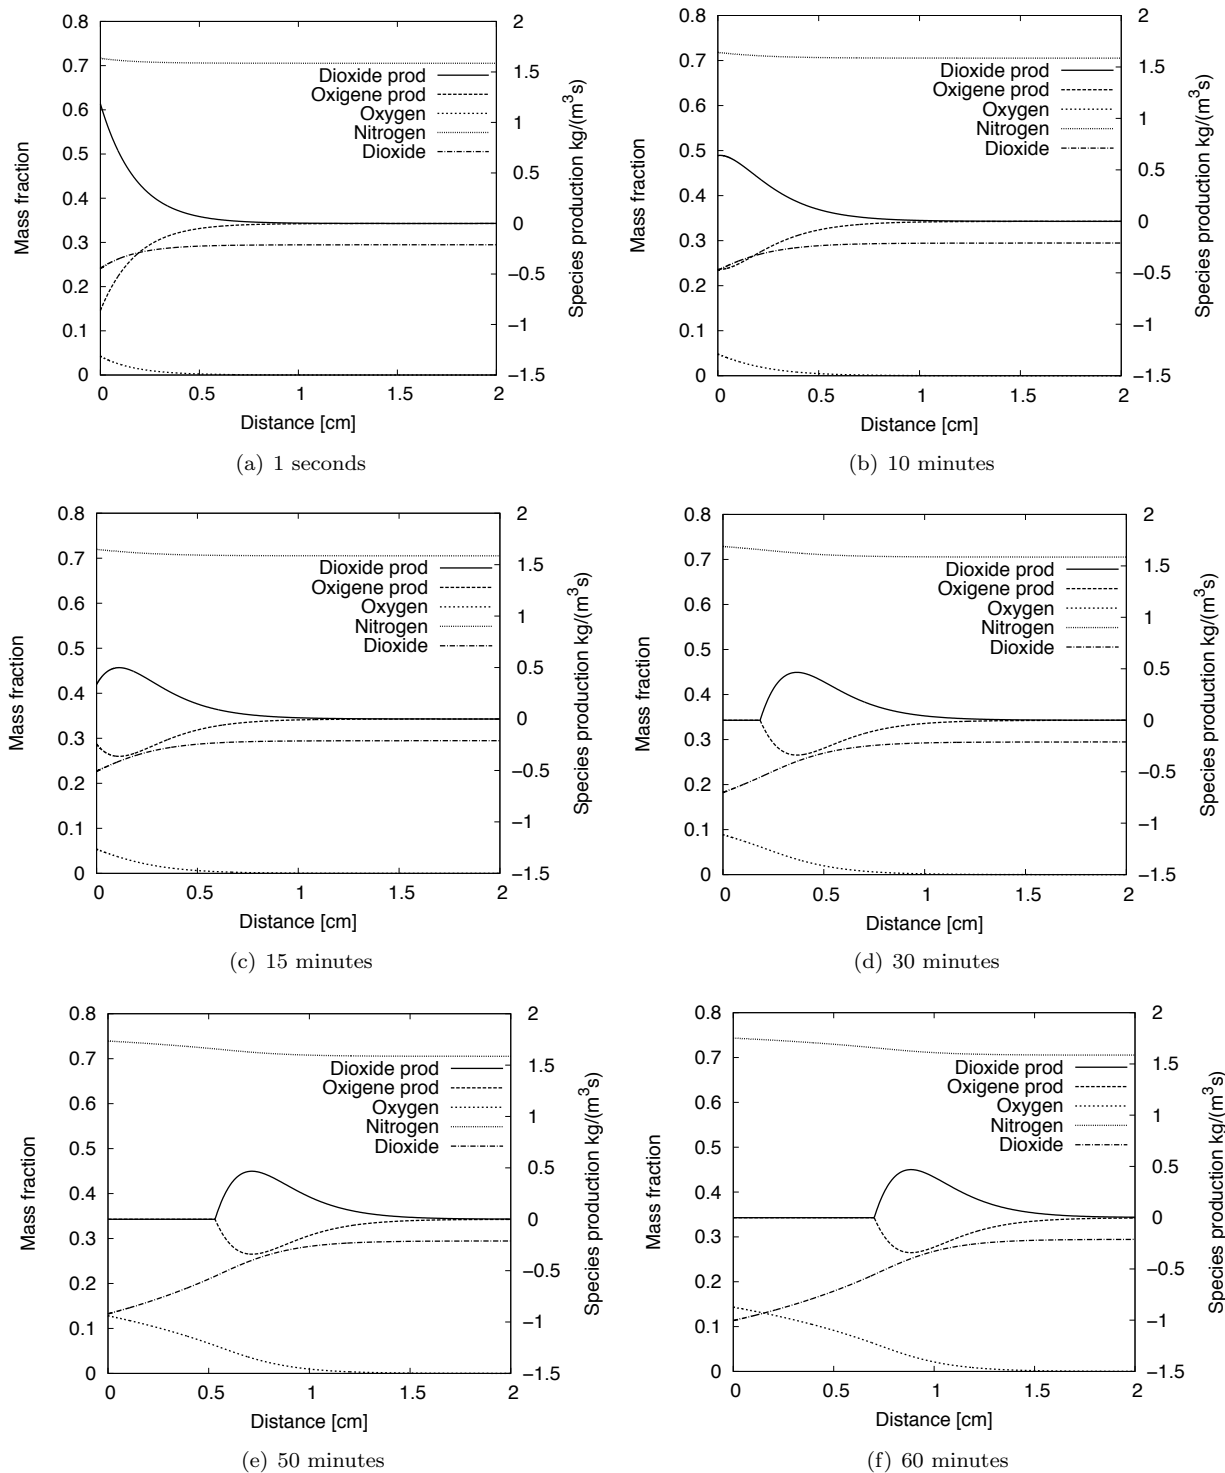 0.8
0.7
0.6
0.5
0.4
0.3
0.2
0.1
0
Mass fraction
2
1.5
1
0.5
0
−0.5
−1
−1.5
Species production kg/(m³s)
Dioxide prod
Oxigene prod
Oxygen
Nitrogen
Dioxide
0 0.5 1 1.5 2
Distance [cm]
(a) 1 seconds
0.8
0.7
0.6
0.5
0.4
0.3
0.2
0.1
0
Mass fraction
2
1.5
1
0.5
0
−0.5
−1
−1.5
Species production kg/(m³s)
Dioxide prod
Oxigene prod
Oxygen
Nitrogen
Dioxide
0 0.5 1 1.5 2
Distance [cm]
(b) 10 minutes
0.8
0.7
0.6
0.5
0.4
0.3
0.2
0.1
0
Mass fraction
2
1.5
1
0.5
0
−0.5
−1
−1.5
Species production kg/(m³s)
Dioxide prod
Oxigene prod
Oxygen
Nitrogen
Dioxide
0 0.5 1 1.5 2
Distance [cm]
(c) 15 minutes
0.8
0.7
0.6
0.5
0.4
0.3
0.2
0.1
0
Mass fraction
2
1.5
1
0.5
0
−0.5
−1
−1.5
Species production kg/(m³s)
Dioxide prod
Oxigene prod
Oxygen
Nitrogen
Dioxide
0 0.5 1 1.5 2
Distance [cm]
(d) 30 minutes
0.8
0.7
0.6
0.5
0.4
0.3
0.2
0.1
0
Mass fraction
2
1.5
1
0.5
0
−0.5
−1
−1.5
Species production kg/(m³s)
Dioxide prod
Oxigene prod
Oxygen
Nitrogen
Dioxide
0 0.5 1 1.5 2
Distance [cm]
(e) 50 minutes
0.8
0.7
0.6
0.5
0.4
0.3
0.2
0.1
0
Mass fraction
2
1.5
1
0.5
0
−0.5
−1
−1.5
Species production kg/(m³s)
Dioxide prod
Oxigene prod
Oxygen
Nitrogen
Dioxide
0 0.5 1 1.5 2
Distance [cm]
(f) 60 minutes